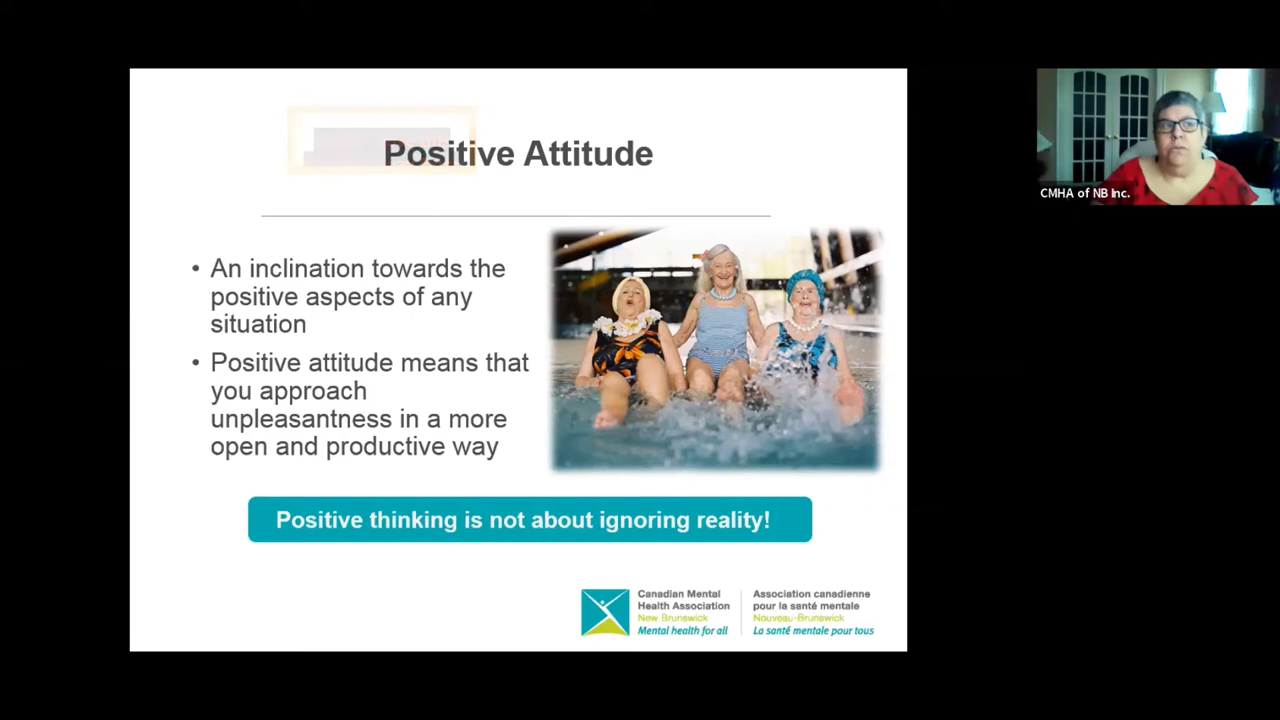 Positive Attitude
• An inclination towards the
positive aspects of any
situation
• Positive attitude means that
you approach
unpleasantness in a more
open and productive way
Positive thinking is not about ignoring reality!
Canadian Mental
Health Association
New Brunswick
Mental health for all
Association canadienne
pour la santé mentale
Nouveau-Brunswick
La santé mentale pour tous
CMHA of NB Inc.